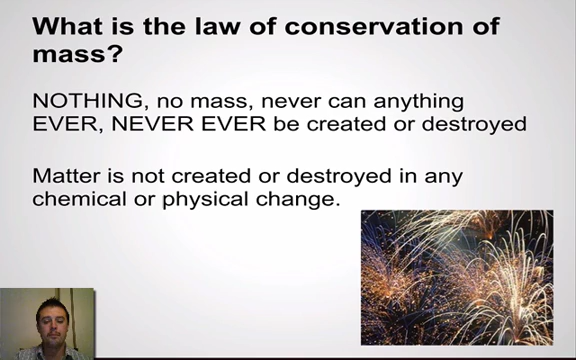 What is the law of conservation of
mass?
NOTHING, no mass, never can anything
EVER, NEVER EVER be created or destroyed
Matter is not created or destroyed in any
chemical or physical change.